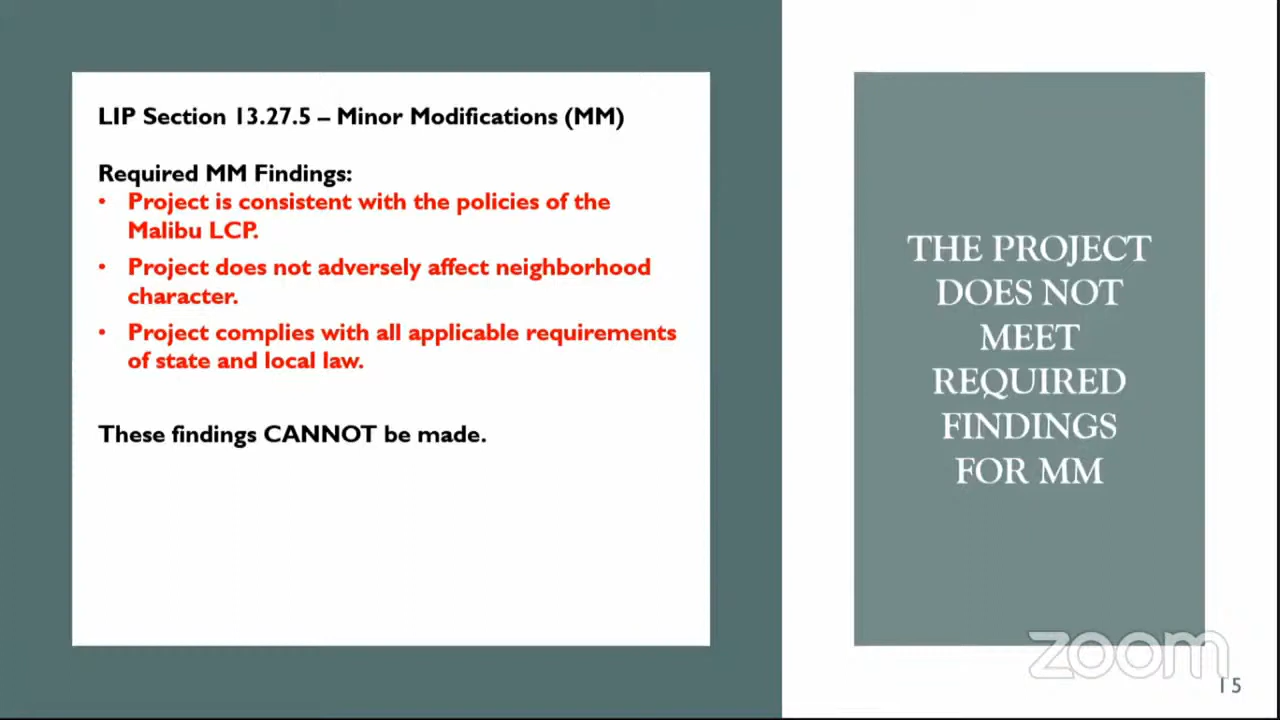 LIP Section 13.27.5 – Minor Modifications (MM)
Required MM Findings:
• Project is consistent with the policies of the
Malibu LCP.
• Project does not adversely affect neighborhood
character.
• Project complies with all applicable requirements
of state and local law.
These findings CANNOT be made.
THE PROJECT
DOES NOT
MEET
REQUIRED
FINDINGS
FOR MM
zoom
15